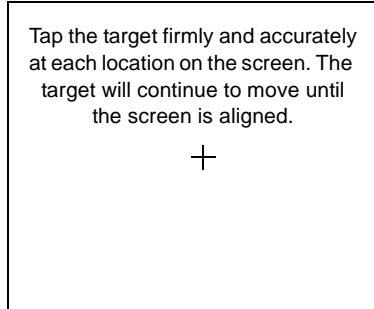 Tap the target firmly and accurately
at each location on the screen. The
target will continue to move until
the screen is aligned.